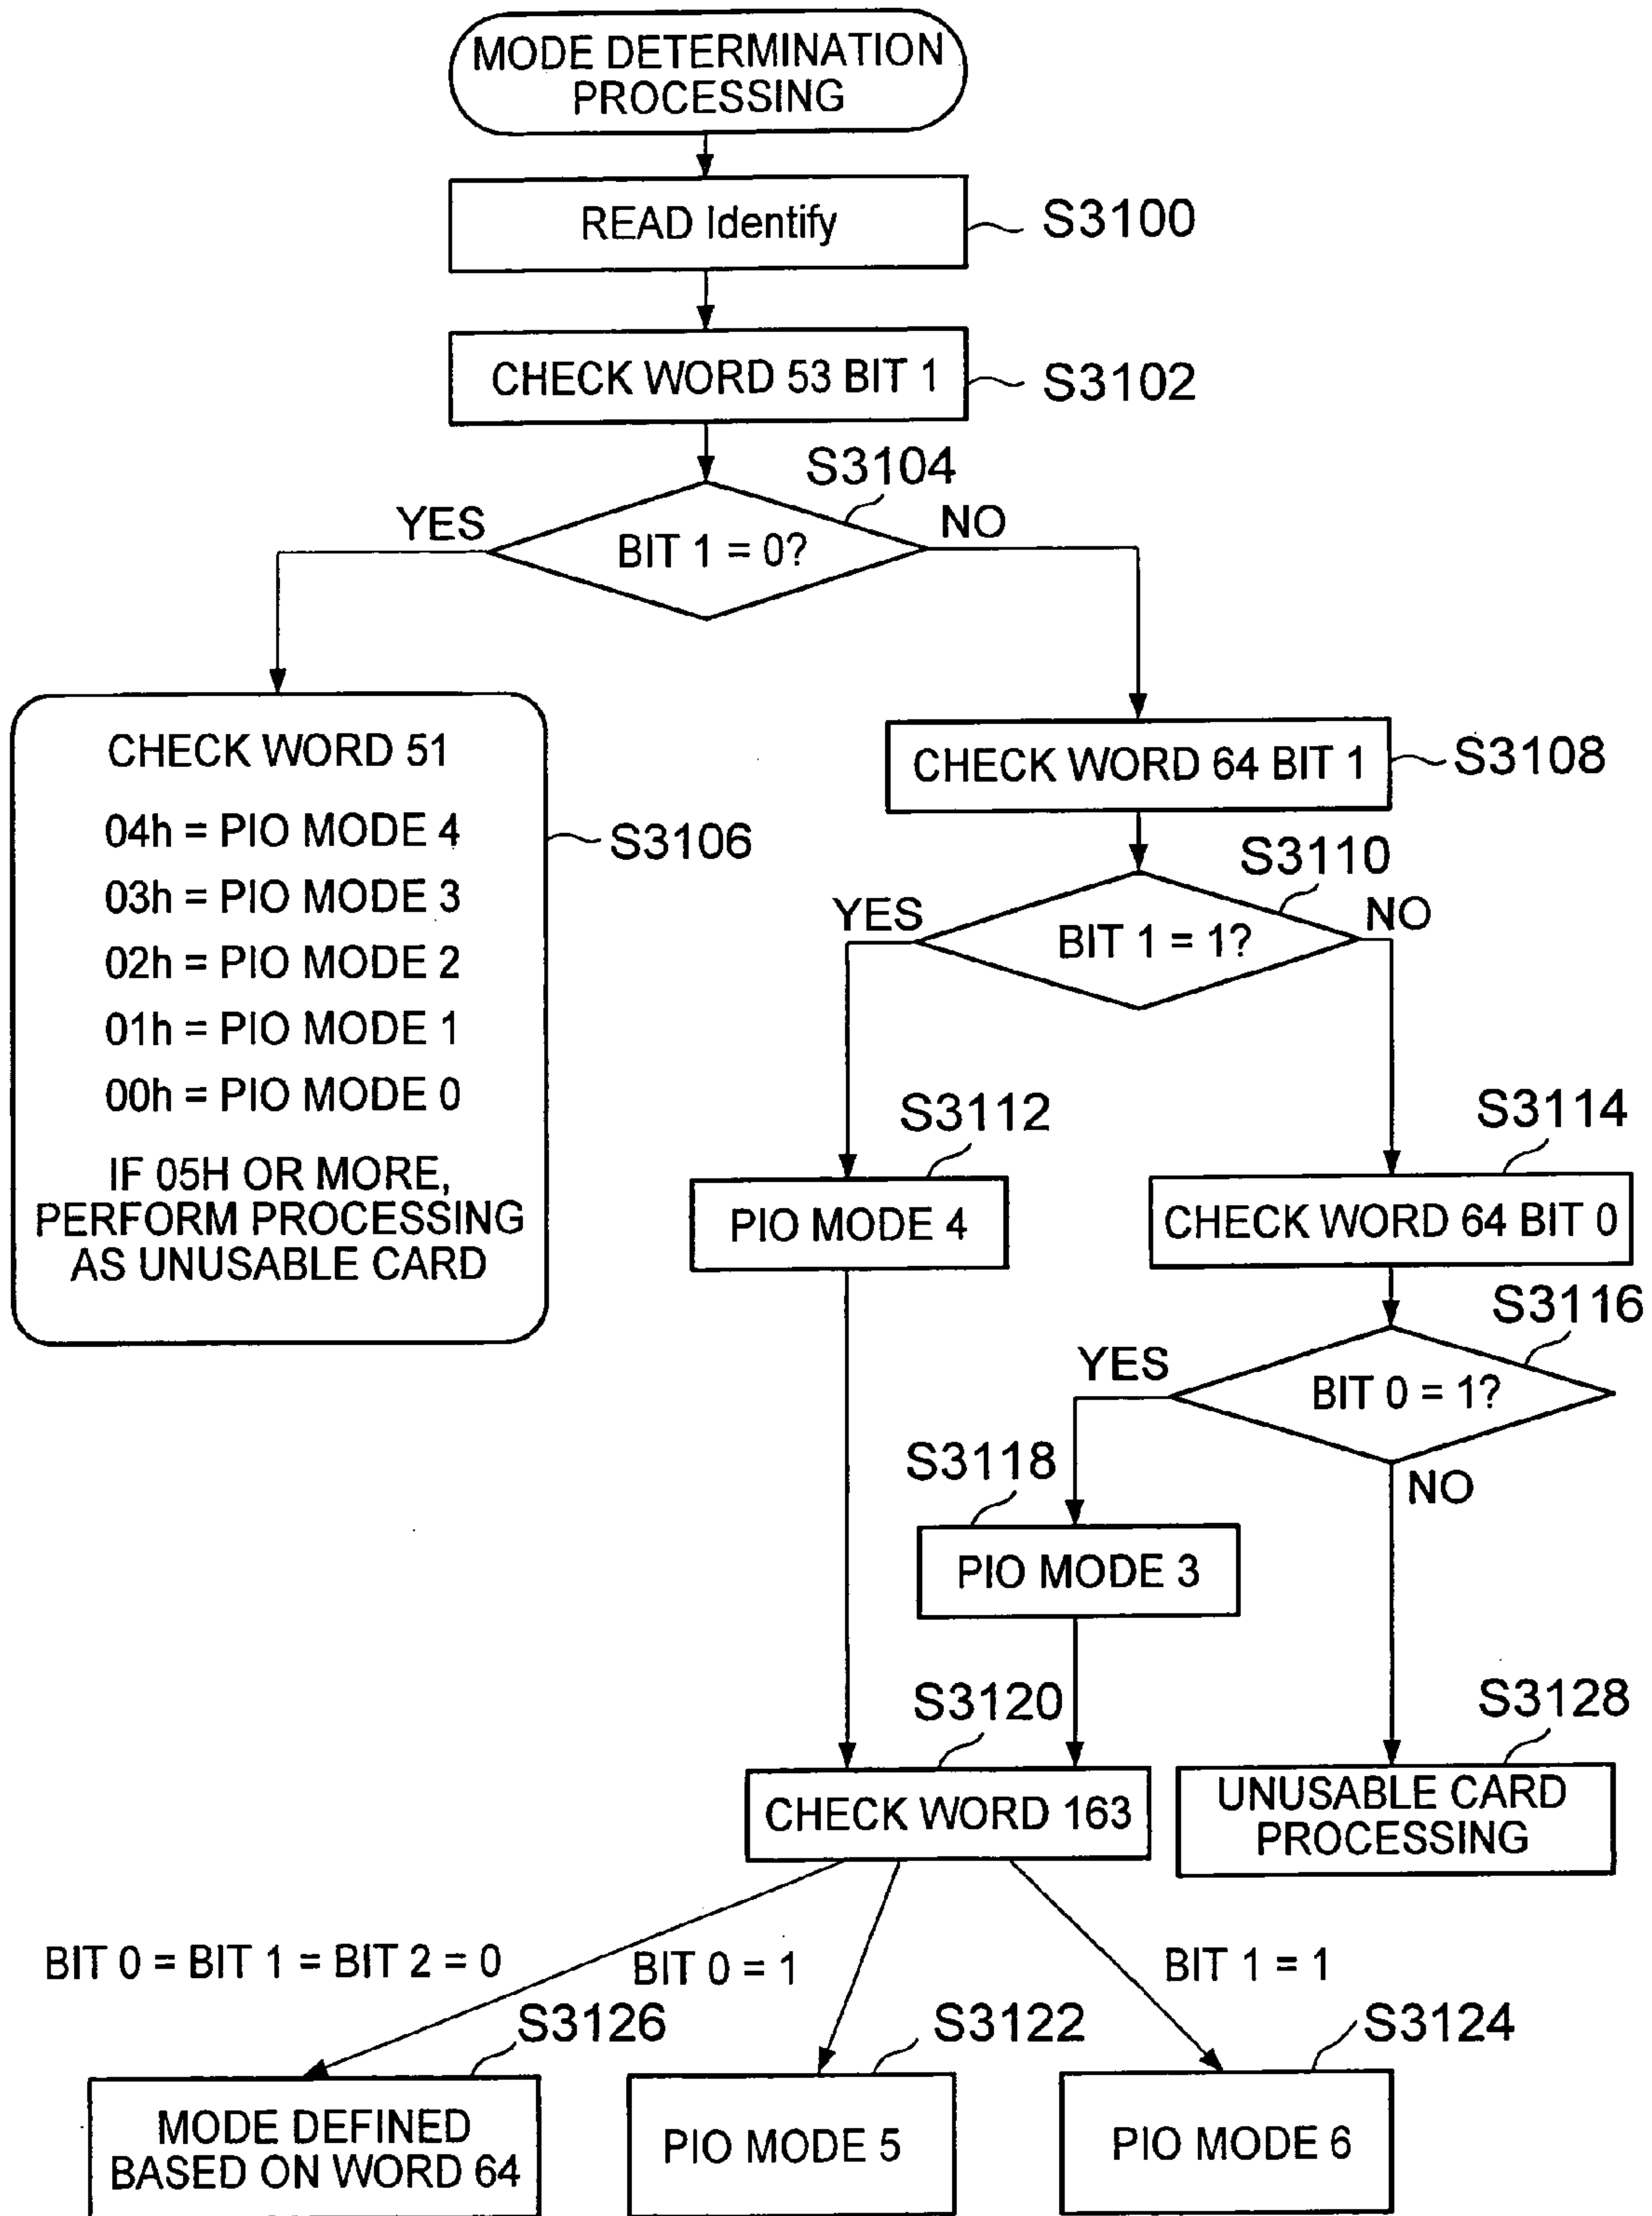 MODE DETERMINATION
PROCESSING
READ Identify
S3100
CHECK WORD 53 BIT 1
S3102
S3104
YES
BIT 1 = 0?
NO
CHECK WORD 51
04h = PIO MODE 4
03h = PIO MODE 3
02h = PIO MODE 2
01h = PIO MODE 1
00h = PIO MODE 0
IF 05H OR MORE,
PERFORM PROCESSING
AS UNUSABLE CARD
S3106
CHECK WORD 64 BIT 1
S3108
S3110
YES
BIT 1 = 1?
NO
S3112
PIO MODE 4
S3114
CHECK WORD 64 BIT 0
S3116
YES
BIT 0 = 1?
NO
S3118
PIO MODE 3
S3120
CHECK WORD 163
S3128
UNUSABLE CARD
PROCESSING
BIT 0 = BIT 1 = BIT 2 = 0
BIT 0 = 1
BIT 1 = 1
S3126
MODE DEFINED
BASED ON WORD 64
S3122
PIO MODE 5
S3124
PIO MODE 6